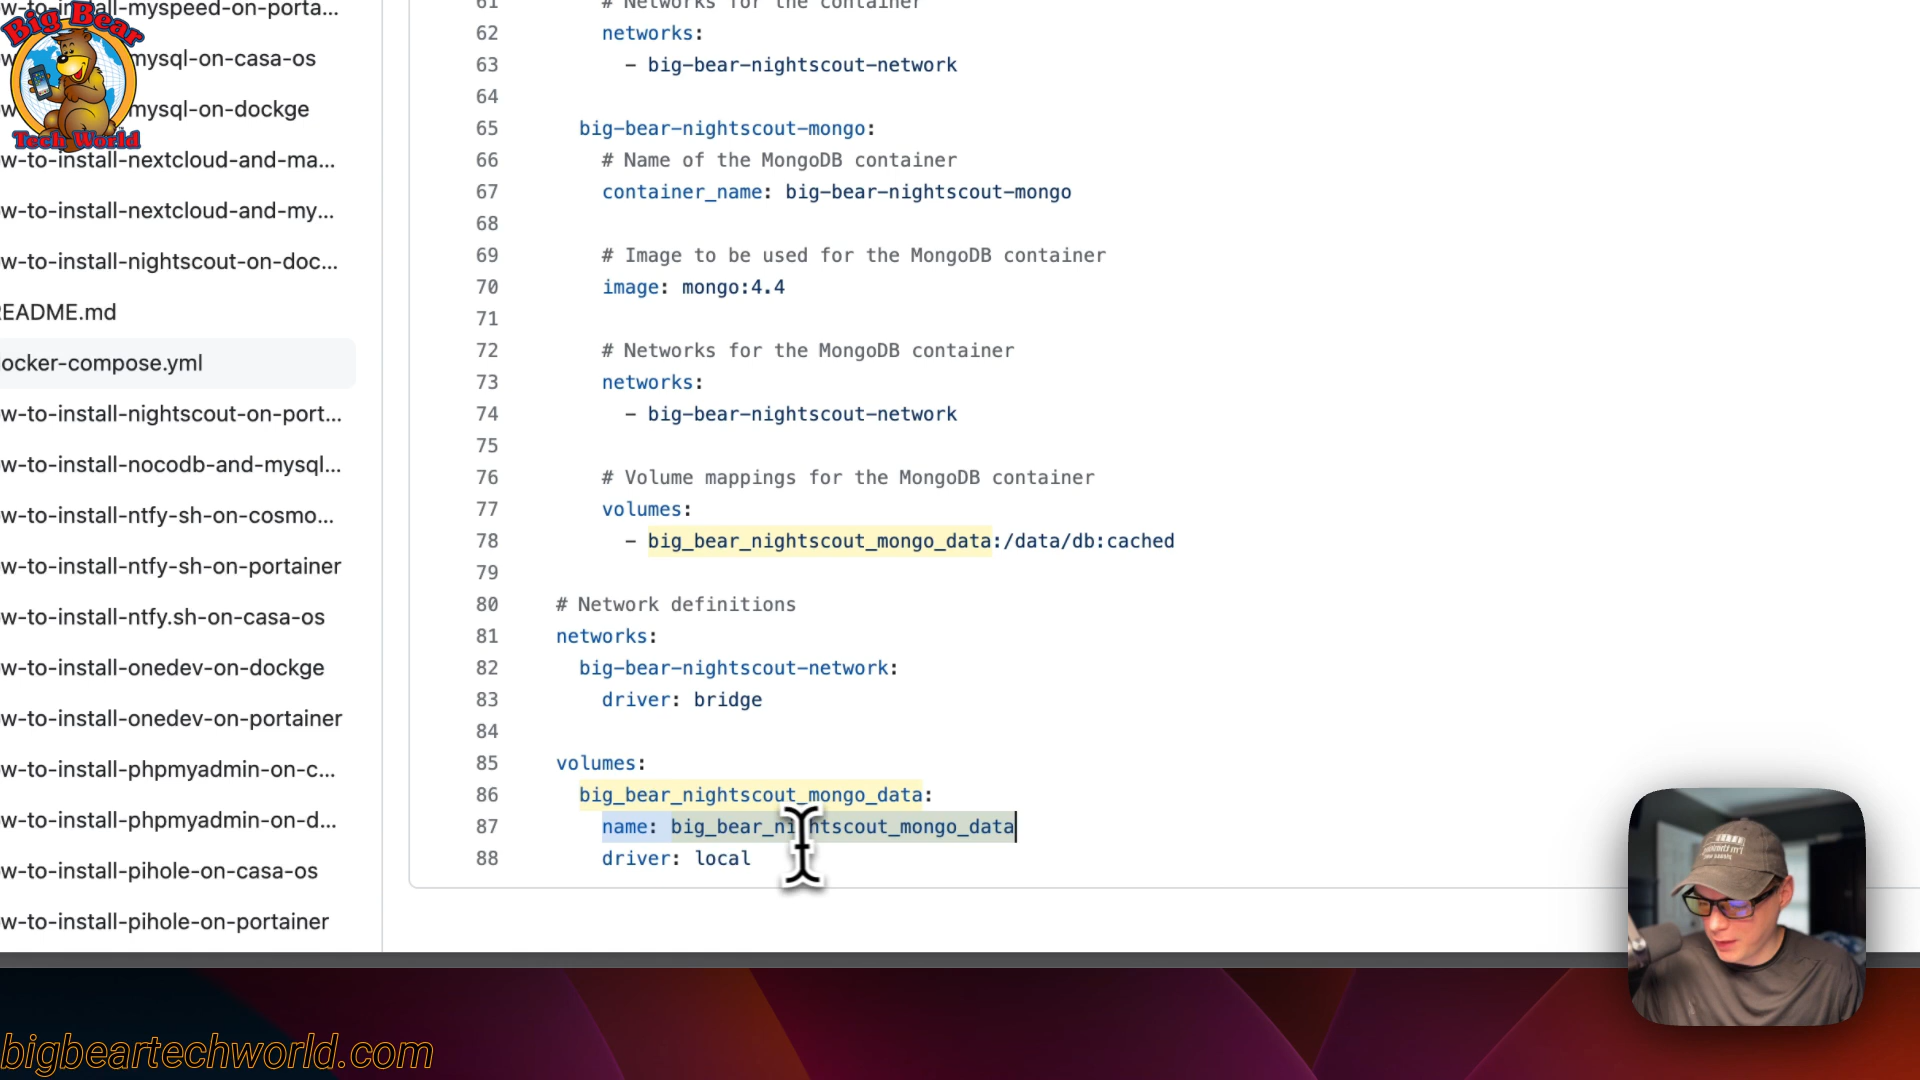 w-to-install-myspeed-on-porta...
Big Bear
Tech World
mysql-on-casa-os
mysql-on-dockge
w-to-install-nextcloud-and-ma...
w-to-install-nextcloud-and-my...
w-to-install-nightscout-on-doc...
EADME.md
ocker-compose.yml
w-to-install-nightscout-on-port...
w-to-install-nocodb-and-mysql...
w-to-install-ntfy-sh-on-cosmo...
w-to-install-ntfy-sh-on-portainer
w-to-install-ntfy.sh-on-casa-os
w-to-install-onedev-on-dockge
w-to-install-onedev-on-portainer
w-to-install-phpmyadmin-on-c...
w-to-install-phpmyadmin-on-d...
w-to-install-pihole-on-casa-os
w-to-install-pihole-on-portainer
61 # Networks for the container
62 networks:
63 - big-bear-nightscout-network
64
65 big-bear-nightscout-mongo:
66 # Name of the MongoDB container
67 container_name: big-bear-nightscout-mongo
68
69 # Image to be used for the MongoDB container
70 image: mongo:4.4
71
72 # Networks for the MongoDB container
73 networks:
74 - big-bear-nightscout-network
75
76 # Volume mappings for the MongoDB container
77 volumes:
78 - big_bear_nightscout_mongo_data:/data/db:cached
79
80 # Network definitions
81 networks:
82 big-bear-nightscout-network:
83 driver: bridge
84
85 volumes:
86 big_bear_nightscout_mongo_data:
87 name: big_bear_nightscout_mongo_data
88 driver: local
bigbeartechworld.com